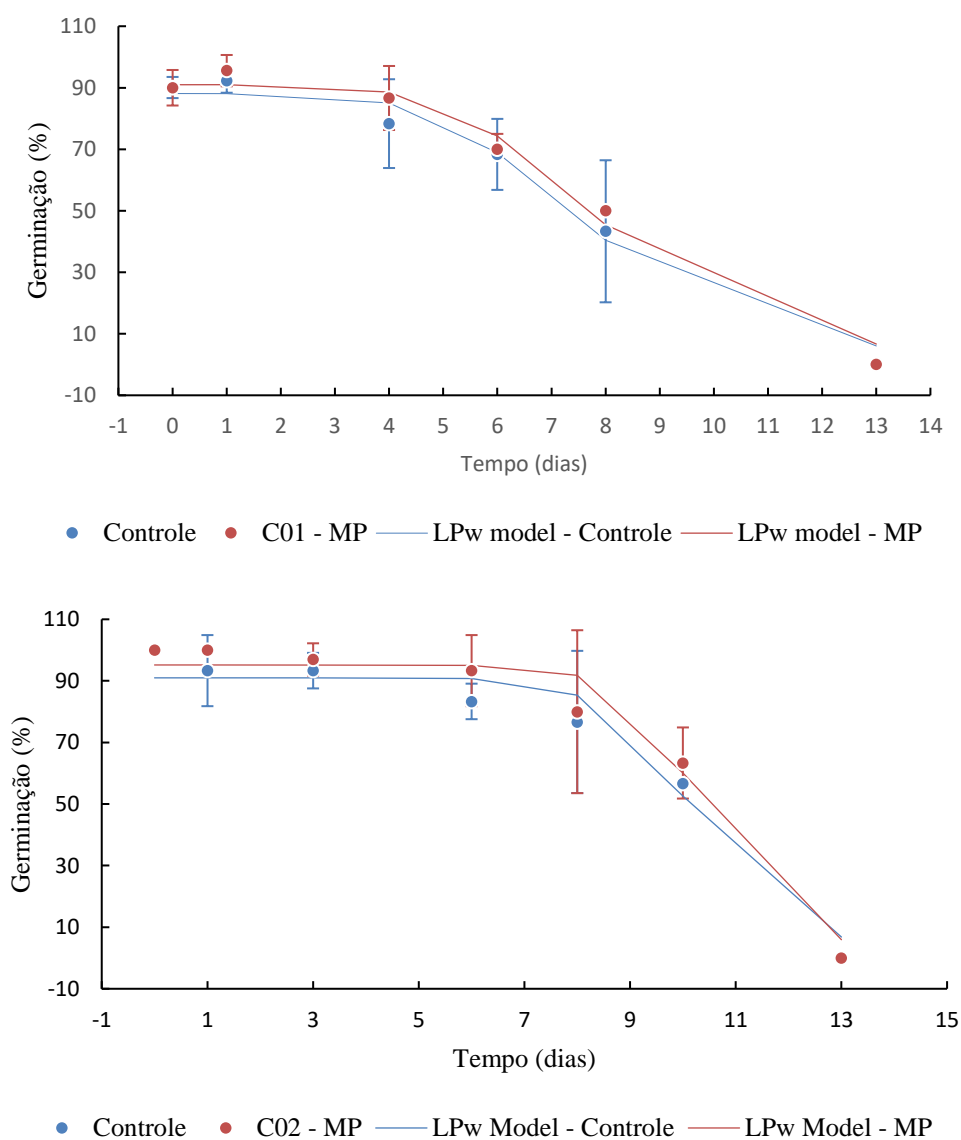 110
90
70
50
30
10
-10
Germinação (%)
-1 0 1 2 3 4 5 6 7 8 9 10 11 12 13 14
Tempo (dias)
Controle C01 - MP LPw model - Controle LPw model - MP
110
90
70
50
30
10
-10
Germinação (%)
-1 1 3 5 7 9 11 13 15
Tempo (dias)
Controle C02 - MP LPw Model - Controle LPw Model - MP